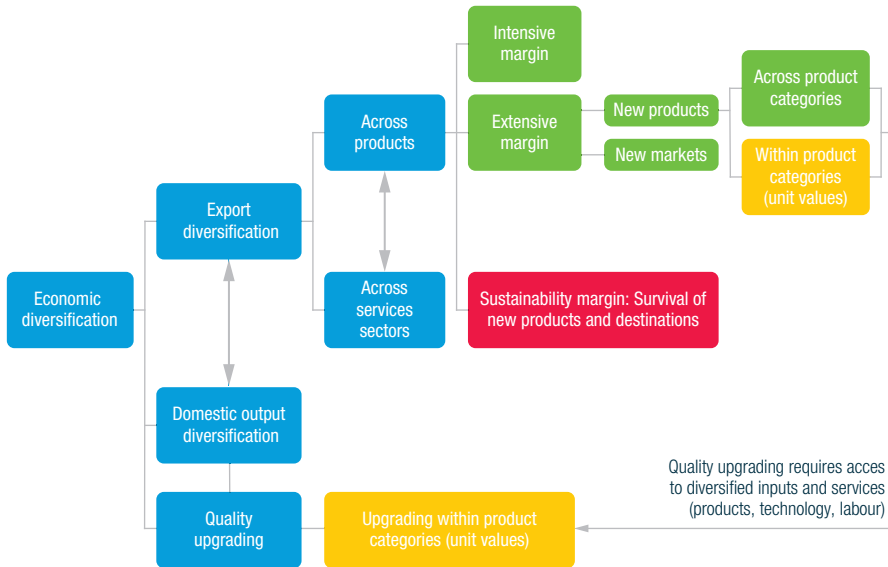 Intensive
margin
Across product
categories
Across
products
Extensive
margin
New products
New markets
Within product
categories
(unit values)
Export
diversification
Economic
diversification
Across
services
sectors
Sustainability margin: Survival of
new products and destinations
Domestic output
diversification
Quality upgrading requires acces
to diversified inputs and services
(products, technology, labour)
Quality
upgrading
Upgrading within product
categories (unit values)